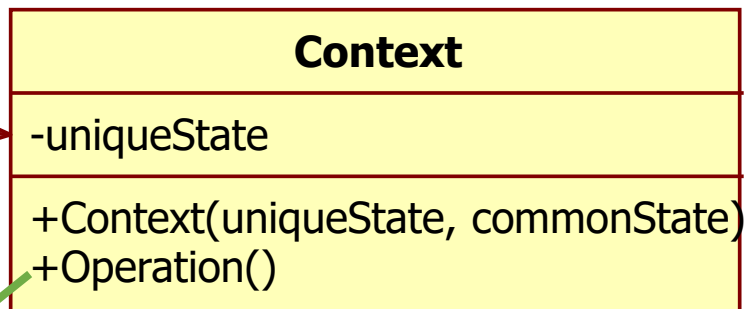 Context
-uniqueState
+Context(uniqueState, commonState)
+Operation()